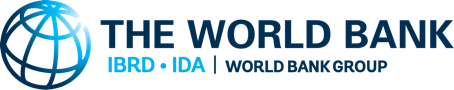 THE WORLD BANK
IBRD • IDA | WORLD BANK GROUP